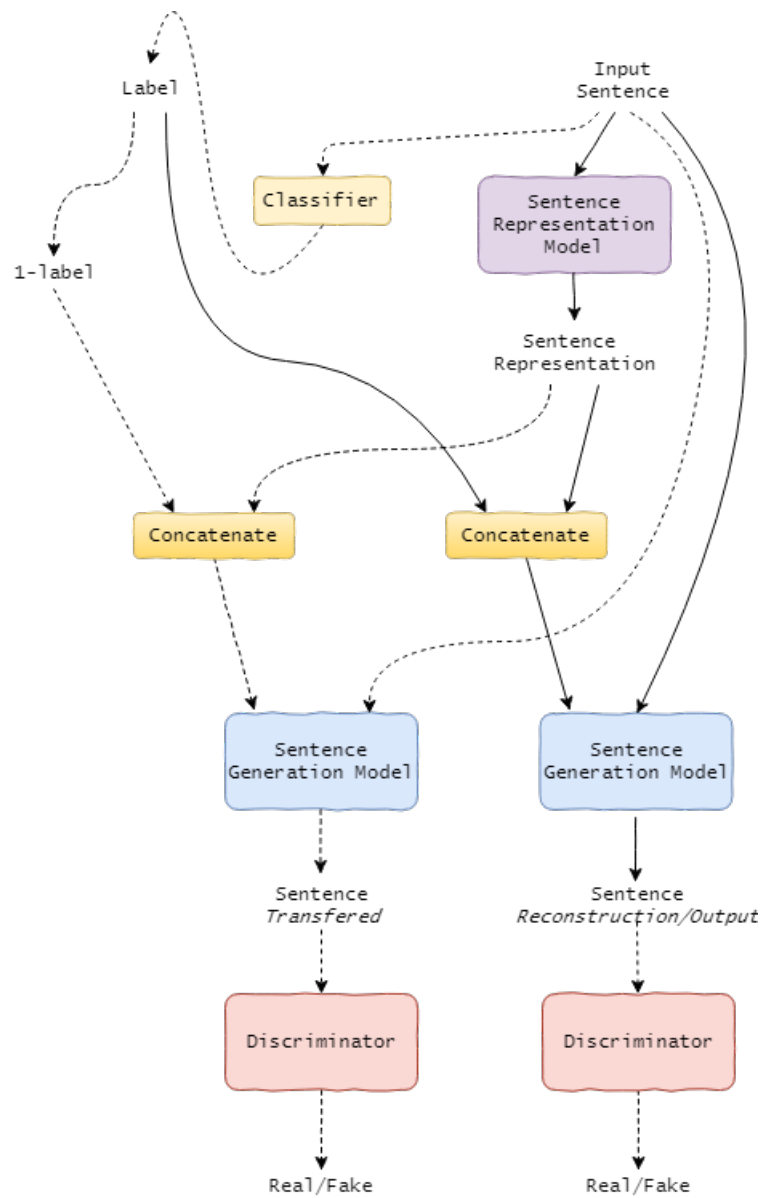 Label
Input
Sentence
Classifier
Sentence
Representation
Model
1-label
Sentence
Representation
Concatenate
Concatenate
Sentence
Generation Model
Sentence
Generation Model
Sentence
Transfered
Sentence
Reconstruction/Output
Discriminator
Discriminator
Real/Fake
Real/Fake